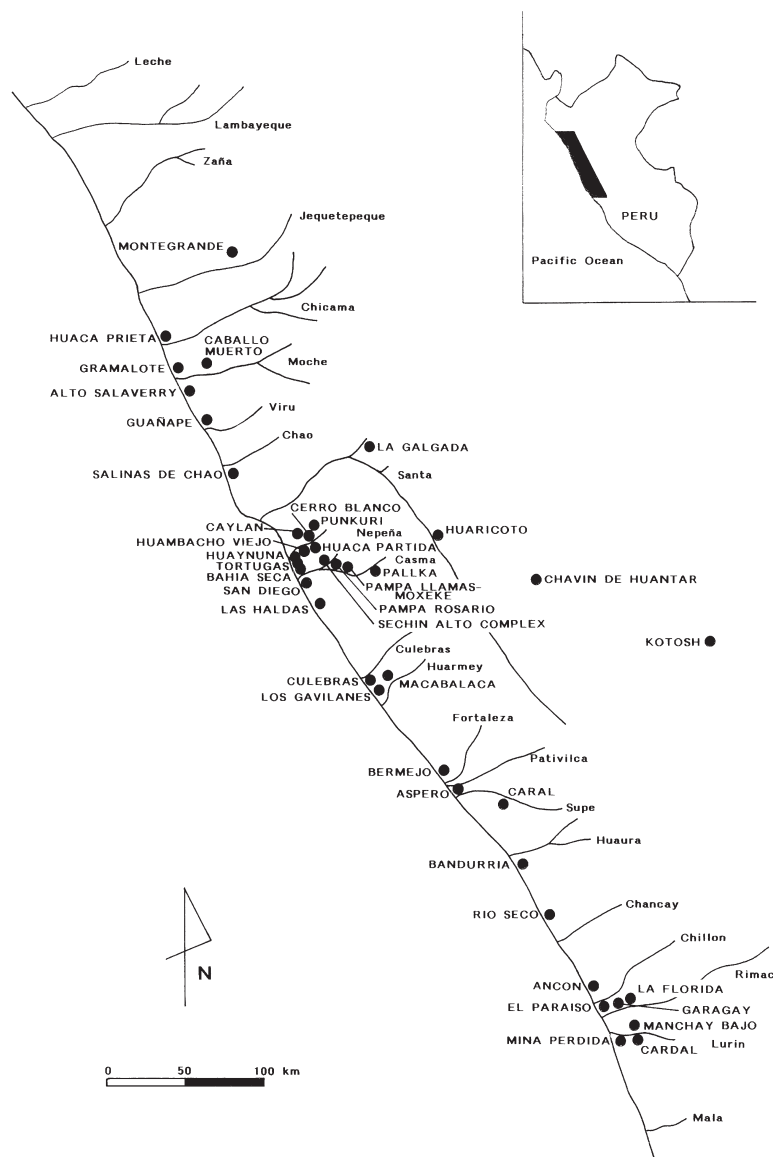 Leche
Lambayeque
Zaña
Jequetepeque
MONTEGRANDE
PERU
Pacific Ocean
Chicama
HUACA PRIETA
CABALLO
MUERTO
GRAMALOTE
Moche
ALTO SALAVERRY
Viru
GUAÑAPE
Chao
LA GALGADA
SALINAS DE CHAO
Santa
CERRO BLANCO
PUNKURI
CAYLAN
Nepeña
HUARICOTO
HUAMBACHO VIEJO
HUACA PARTIDA
HUAYNUNA
Casma
TORTUGAS
PALLKA
BAHIA SECA
CHAVIN DE HUANTAR
SAN DIEGO
PAMPA LLAMAS-
MOXEKE
LAS HALDAS
PAMPA ROSARIO
SECHIN ALTO COMPLEX
KOTOSH
Culebras
Huarmey
CULEBRAS
MACABALACA
LOS GAVILANES
Fortaleza
Pativilca
BERMEJO
ASPERO
CARAL
Supe
Huaura
BANDURRIA
Chancay
RIO SECO
Chillon
N
Rimac
ANCON
LA FLORIDA
EL PARAISO
GARAGAY
MANCHAY BAJO
MINA PERDIDA
Lurin
CARDAL
0 50 100 km
Mala